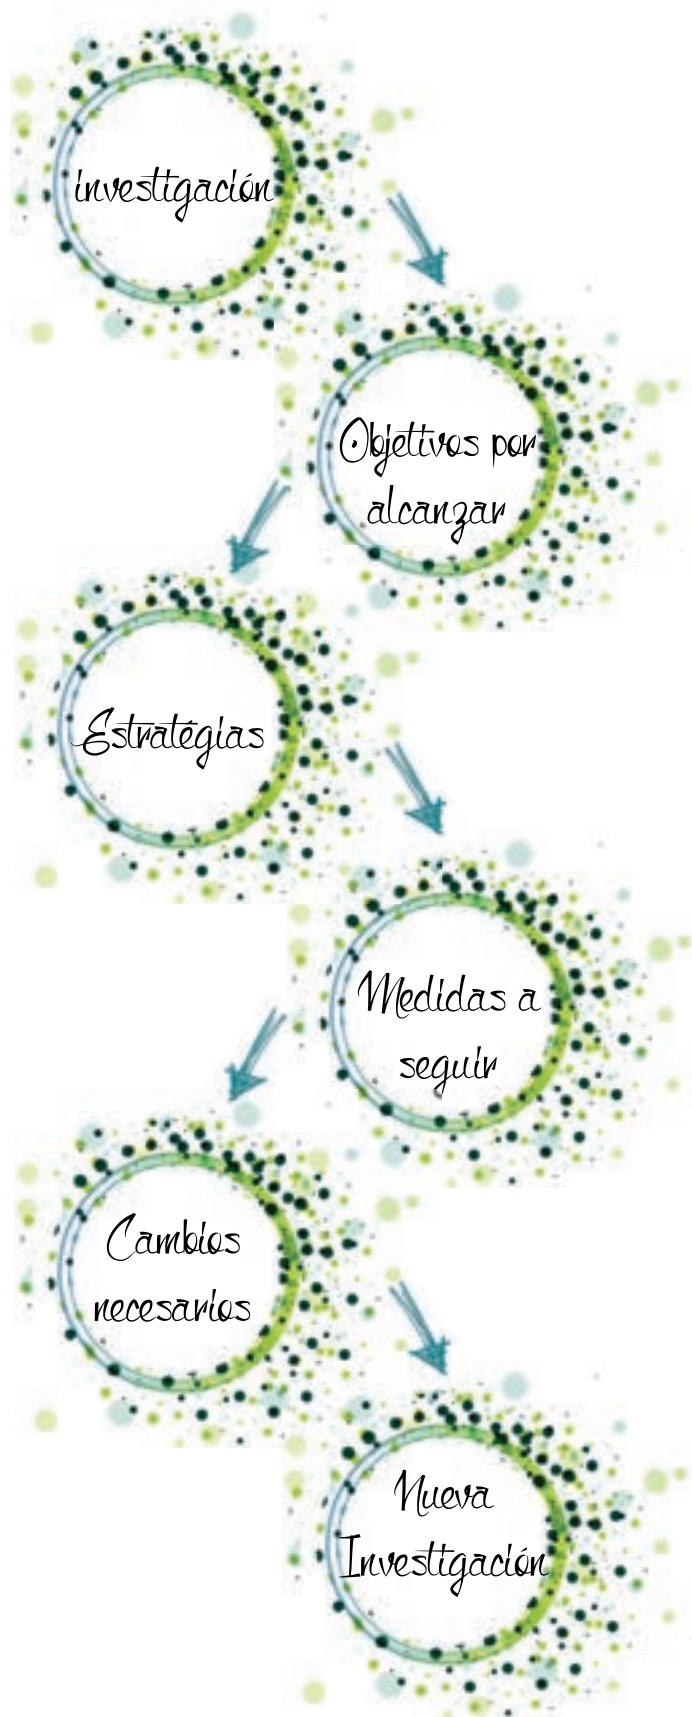 investigación
Objetivos por
alcanzar
Estratégias
Medidas a
seguir
Cambios
necesarios
Nueva
Investigación